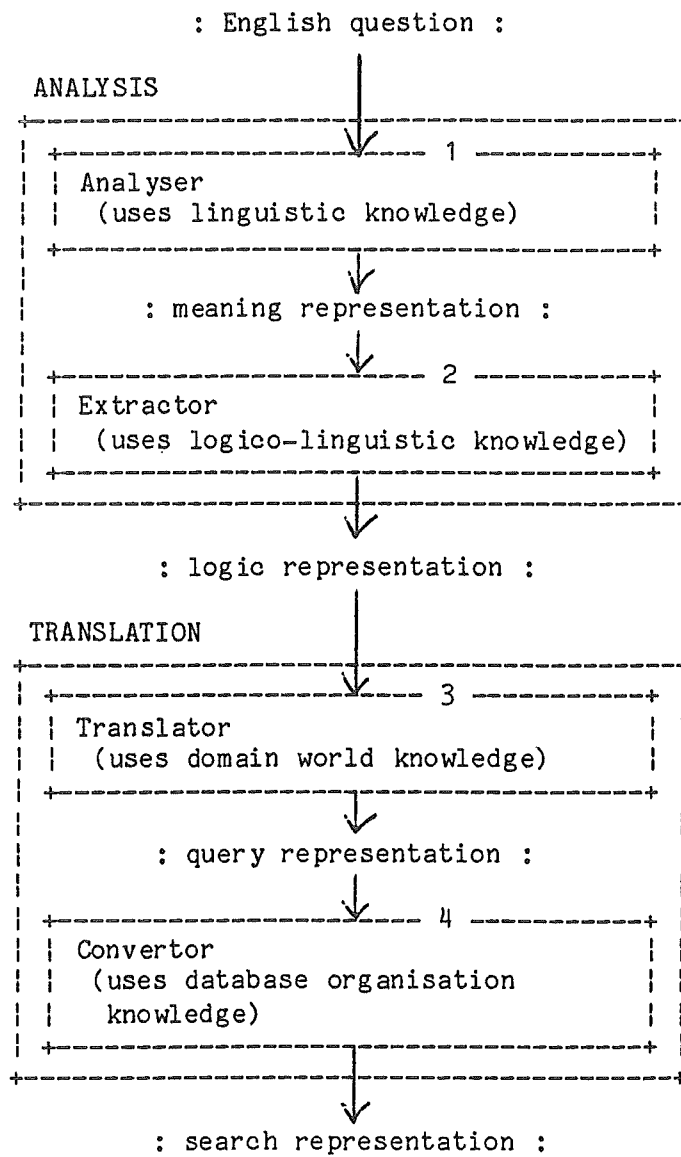 : English question :
ANALYSIS
1
Analyser
(uses linguistic knowledge)
: meaning representation :
2
Extractor
(uses logico-linguistic knowledge)
: logic representation :
TRANSLATION
3
Translator
(uses domain world knowledge)
: query representation :
4
Convertor
(uses database organisation
knowledge)
: search representation :